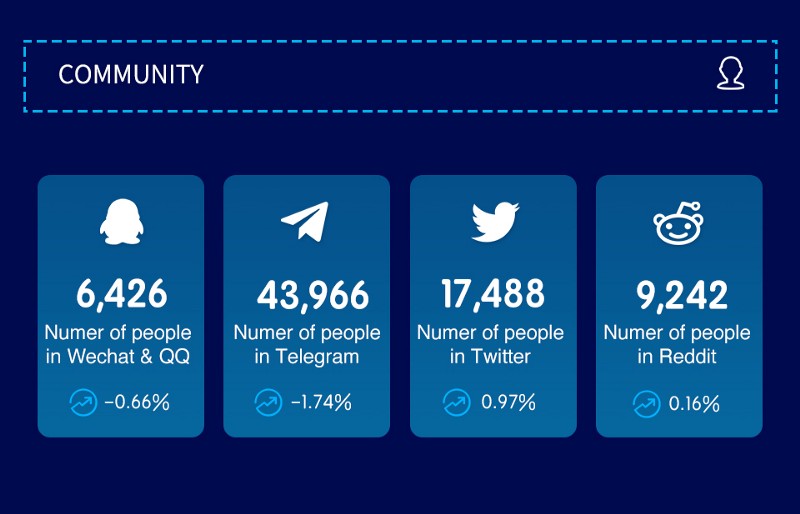 COMMUNITY
6,426
Numer of people
in Wechat & QQ
−0.66%
43,966
Numer of people
in Telegram
−1.74%
17,488
Numer of people
in Twitter
0.97%
9,242
Numer of people
in Reddit
0.16%